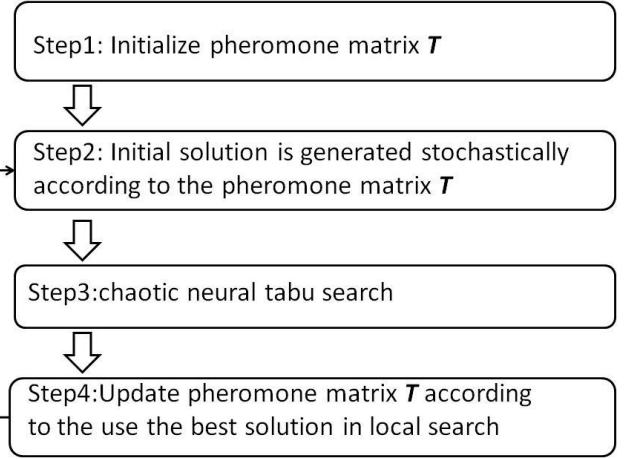 Step1: Initialize pheromone matrix T
Step2: Initial solution is generated stochastically
according to the pheromone matrix T
Step3:chaotic neural tabu search
Step4:Update pheromone matrix T according
to the use the best solution in local search